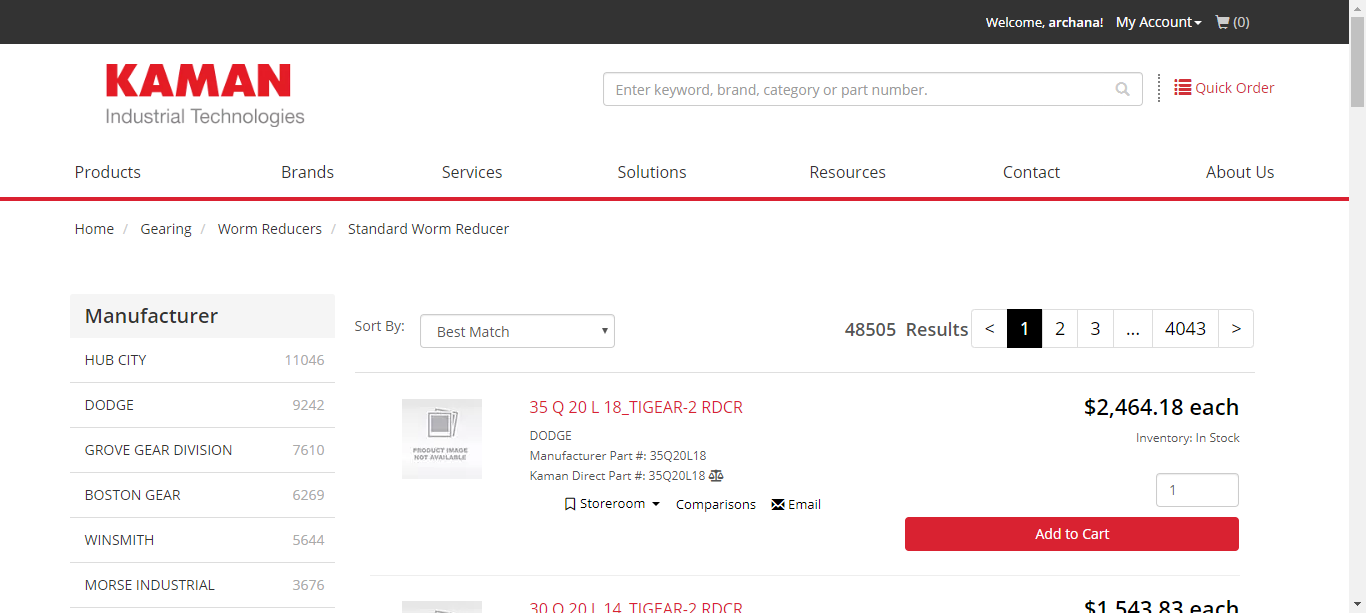 Welcome, archana! My Account (0)
KAMAN
Industrial Technologies
Enter keyword, brand, category or part number.
Quick Order
Products Brands Services Solutions Resources Contact About Us
Home / Gearing / Worm Reducers / Standard Worm Reducer
Manufacturer
HUB CITY 11046
DODGE 9242
GROVE GEAR DIVISION 7610
BOSTON GEAR 6269
WINSMITH 5644
MORSE INDUSTRIAL 3676
Sort By: Best Match
48505 Results < 1 2 3 ... 4043 >
PRODUCT IMAGE
NOT AVAILABLE
35 Q 20 L 18_TIGEAR-2 RDCR
DODGE
Manufacturer Part #: 35Q20L18
Kaman Direct Part #: 35Q20L18
Storeroom Comparisons Email
$2,464.18 each
Inventory: In Stock
1
Add to Cart
30 Q 20 L 14_TIGEAR-2 RDCR
$1,543.83 each